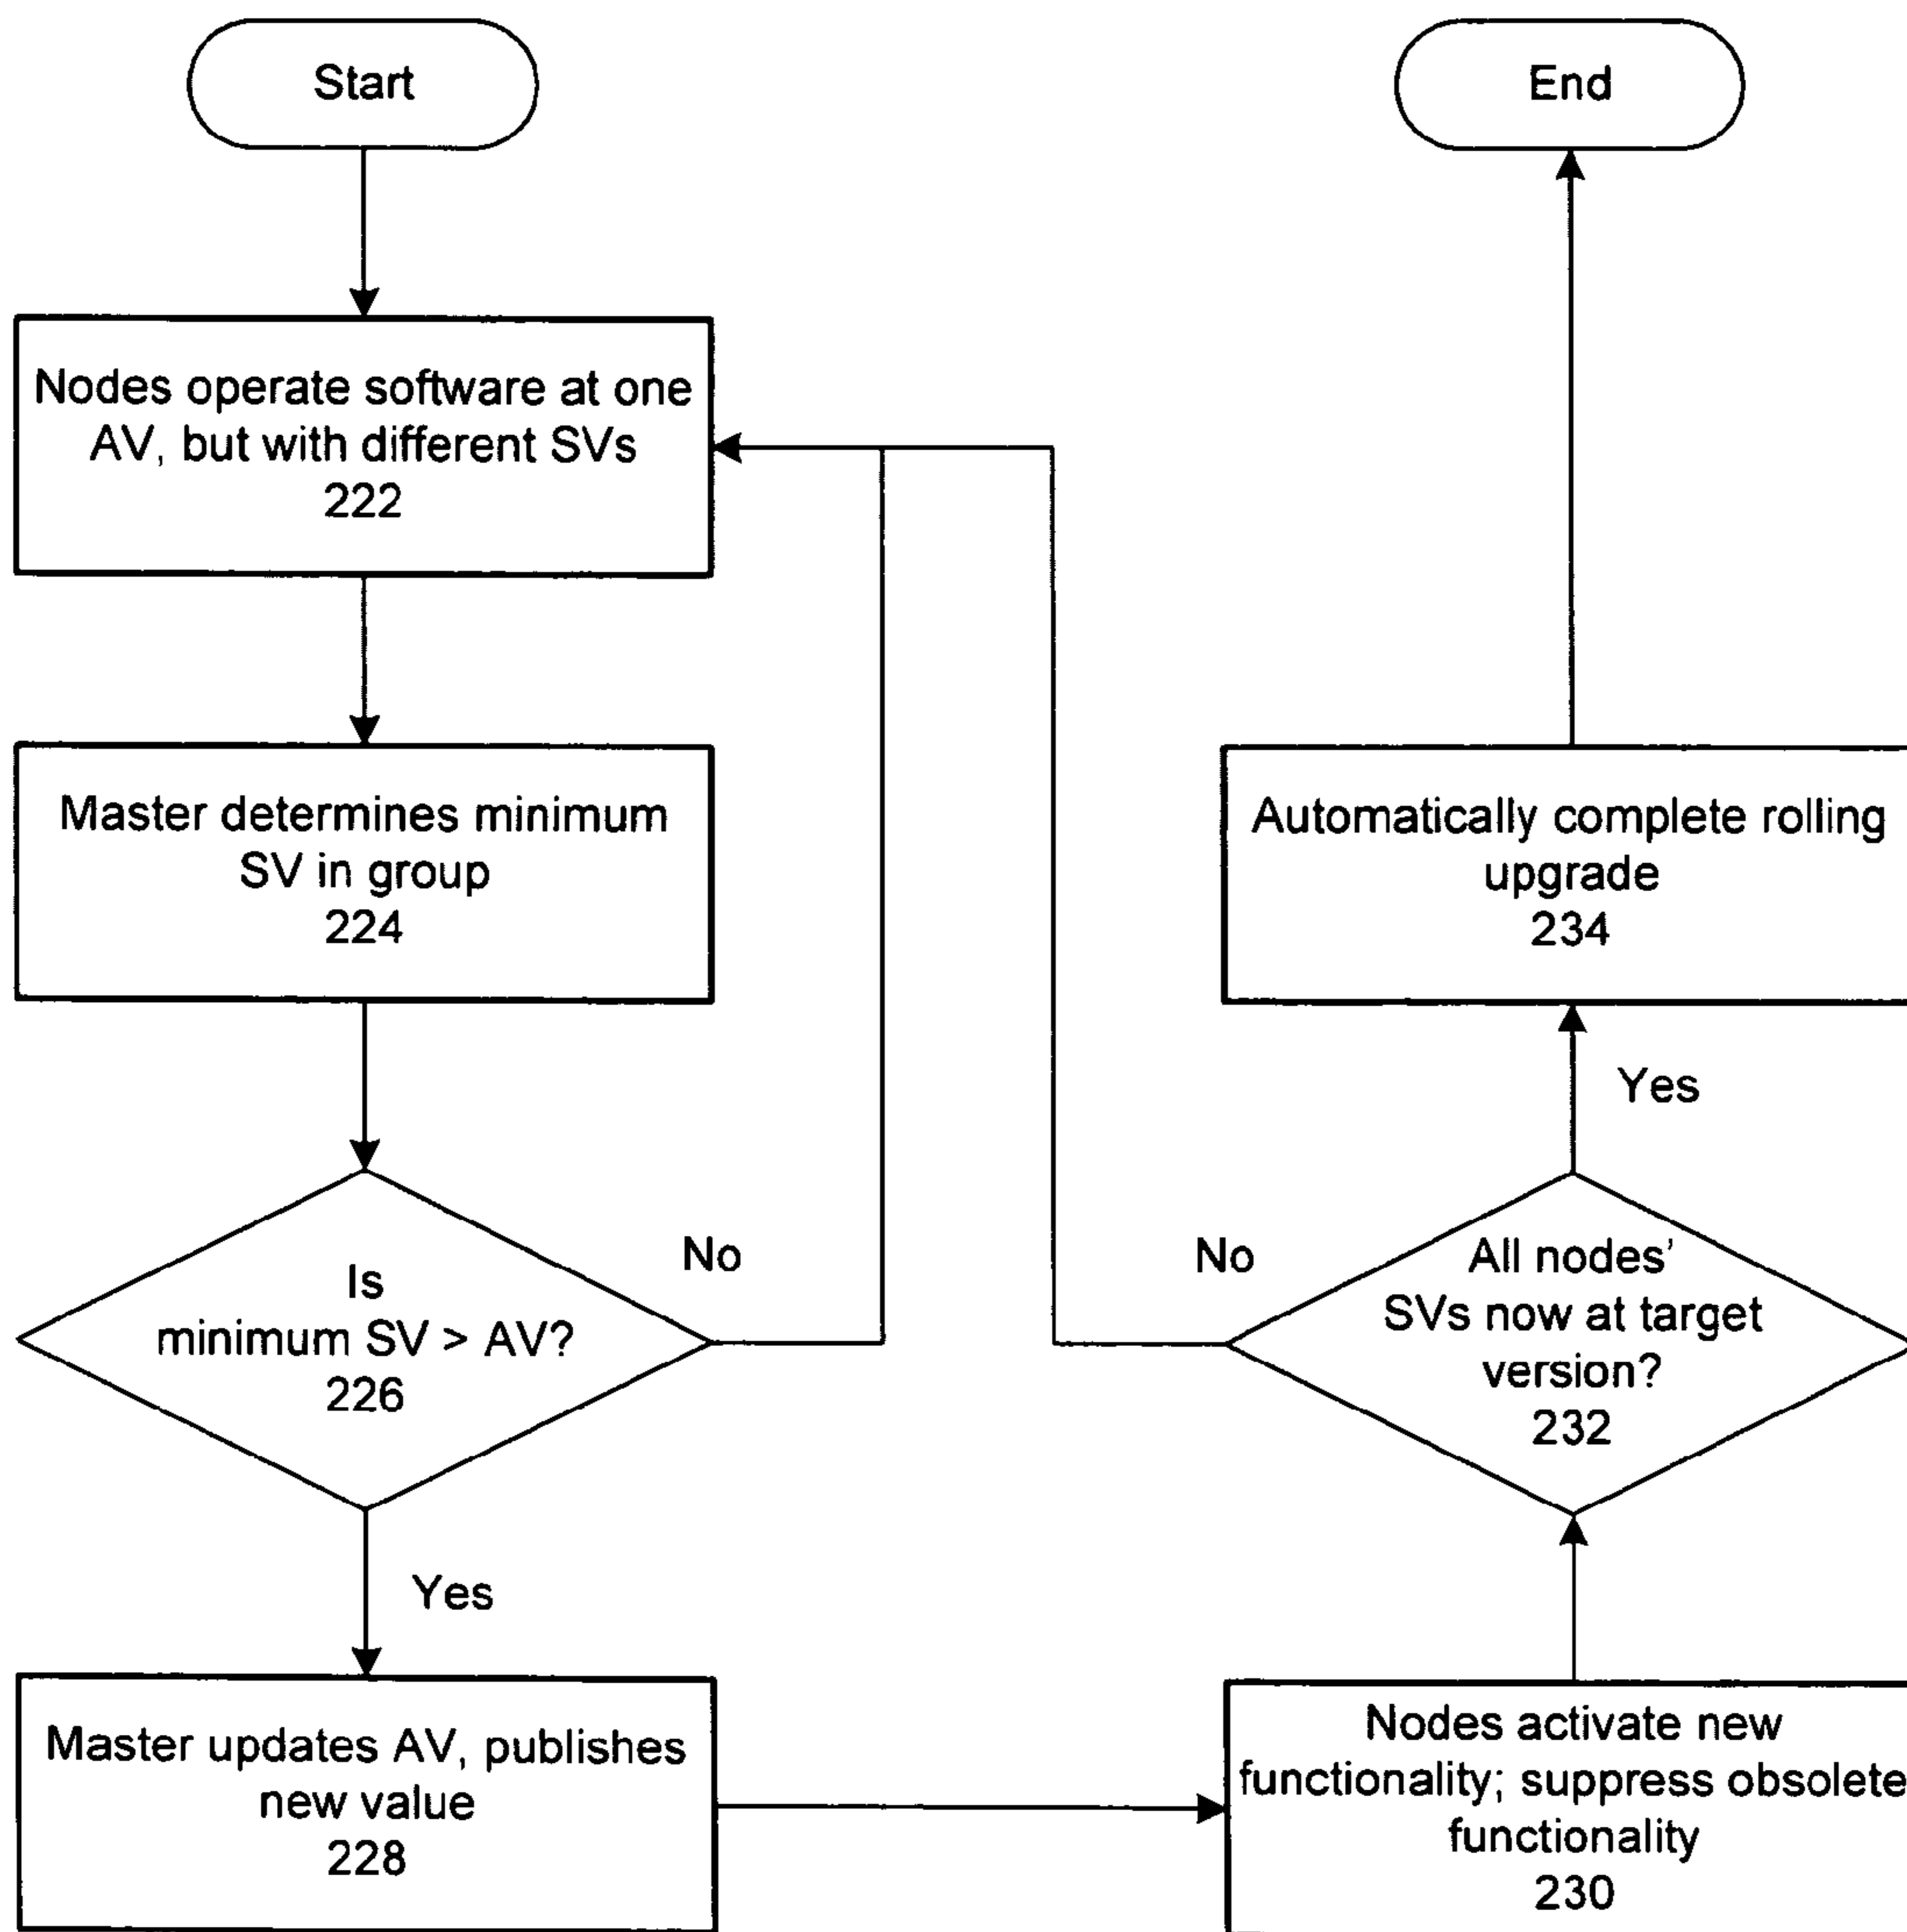 Start
Nodes operate software at one
AV, but with different SVs
222
Master determines minimum
SV in group
224
Is
minimum SV > AV?
226
No
Yes
Master updates AV, publishes
new value
228
Nodes activate new
functionality; suppress obsolete
functionality
230
All nodes’
SVs now at target
version?
232
No
Yes
Automatically complete rolling
upgrade
234
End